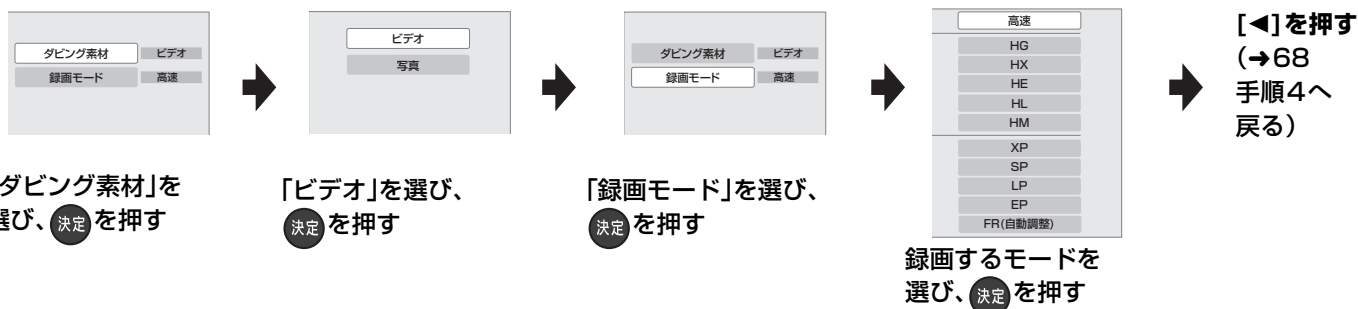 ダビング素材 ビデオ
録画モード 高速
ダビング素材」を
選び、決定を押す
ビデオ
写真
「ビデオ」を選び、
決定を押す
ダビング素材 ビデオ
録画モード 高速
「録画モード」を選び、
決定を押す
高速
HG
HX
HE
HL
HM
XP
SP
LP
EP
FR(自動調整)
録画するモードを
選び、決定を押す
[◀]を押す
(➜68
手順4へ
戻る)